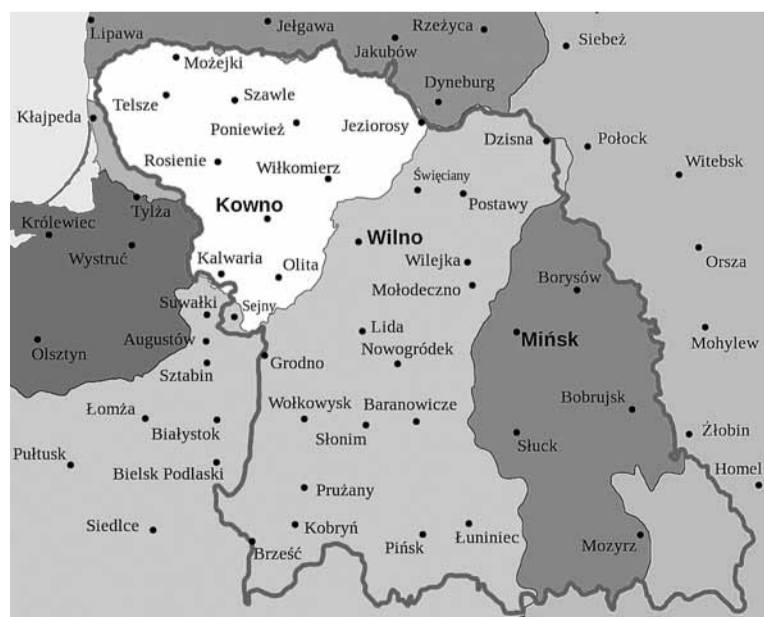 Lipawa
Jełgawa
Rzeżyca
Jakubów
Siebeż
Możejki
Dyneburg
Telsze
Szawle
Kłajpeda
Poniewież
Jeziorosy
Dzisna
Połock
Rosienie
Wiłkomierz
Święciany
Witebsk
Tylża
Kowno
Postawy
Królewiec
Wystruć
Wilno
Kalwaria
Olita
Wilejka
Orsza
Mołodeczno
Borysów
Suwałki
Sejny
Lida
Mińsk
Mohylew
Olsztyn
Augustów
Grodno
Nowogródek
Sztabin
Łomża
Wołkowysk
Baranowicze
Bobrujsk
Białystok
Słonim
Słuck
Żłobin
Pułtusk
Bielsk Podlaski
Homel
Prużany
Siedlce
Kobryń
Łuniniec
Brześć
Pińsk
Mozyrz